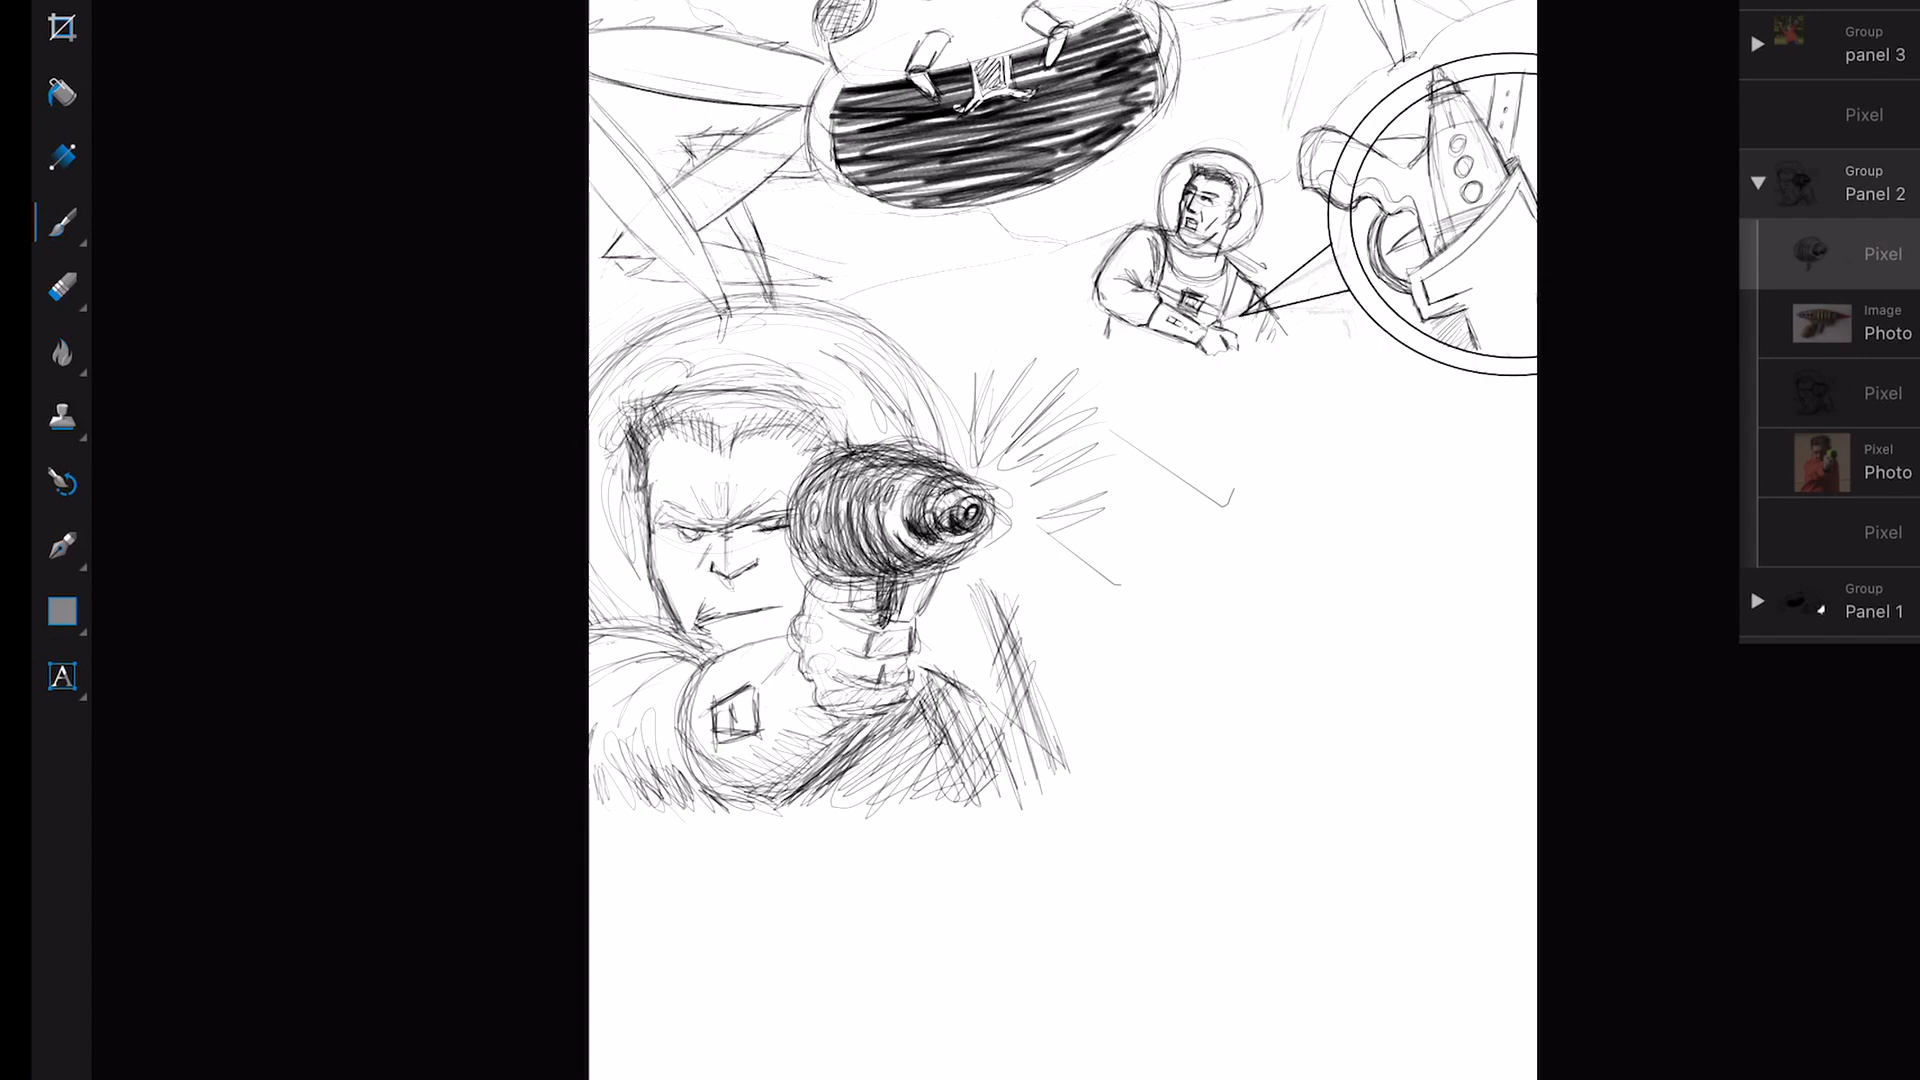 Group
panel 3
Pixel
Group
Panel 2
Pixel
Image
Photo
Pixel
Pixel
Photo
Pixel
Group
Panel 1
A